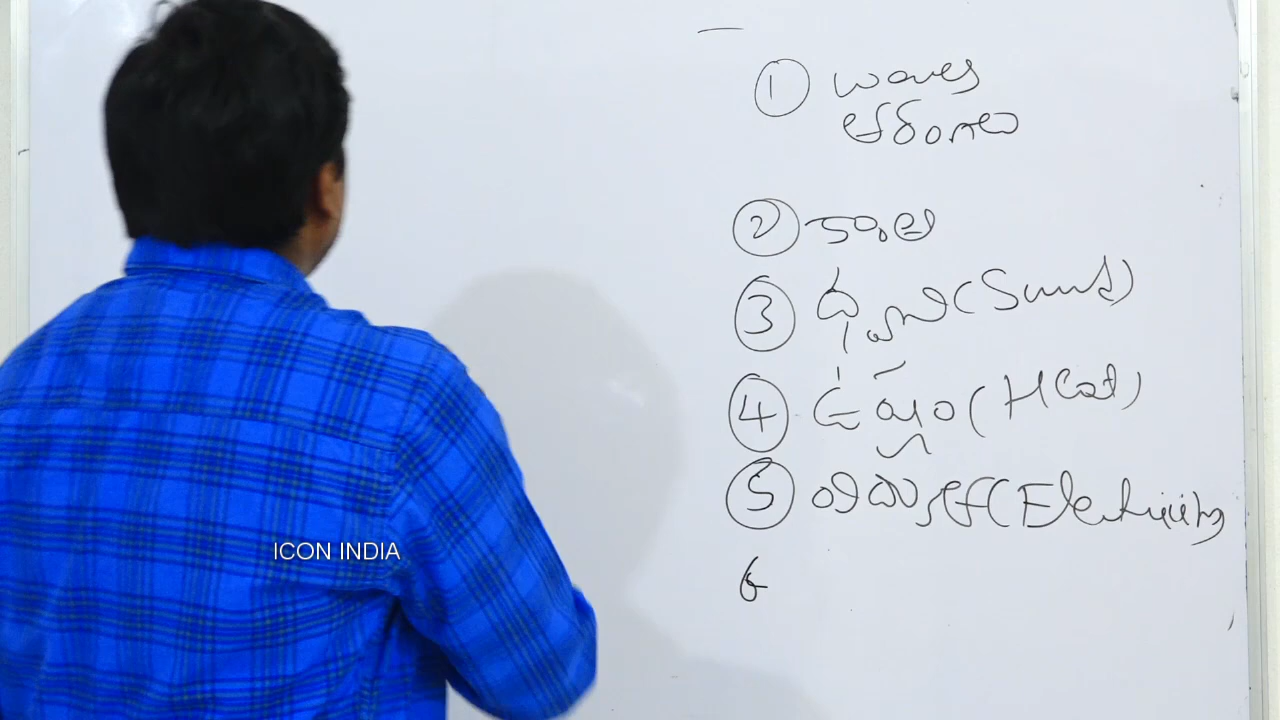 ① waves
తరంగాలు
② కాంతి
③ ధ్వని (Sound)
④ ఉష్ణం (Heat)
⑤ విద్యుత్ (Electricity)
6
ICON INDIA